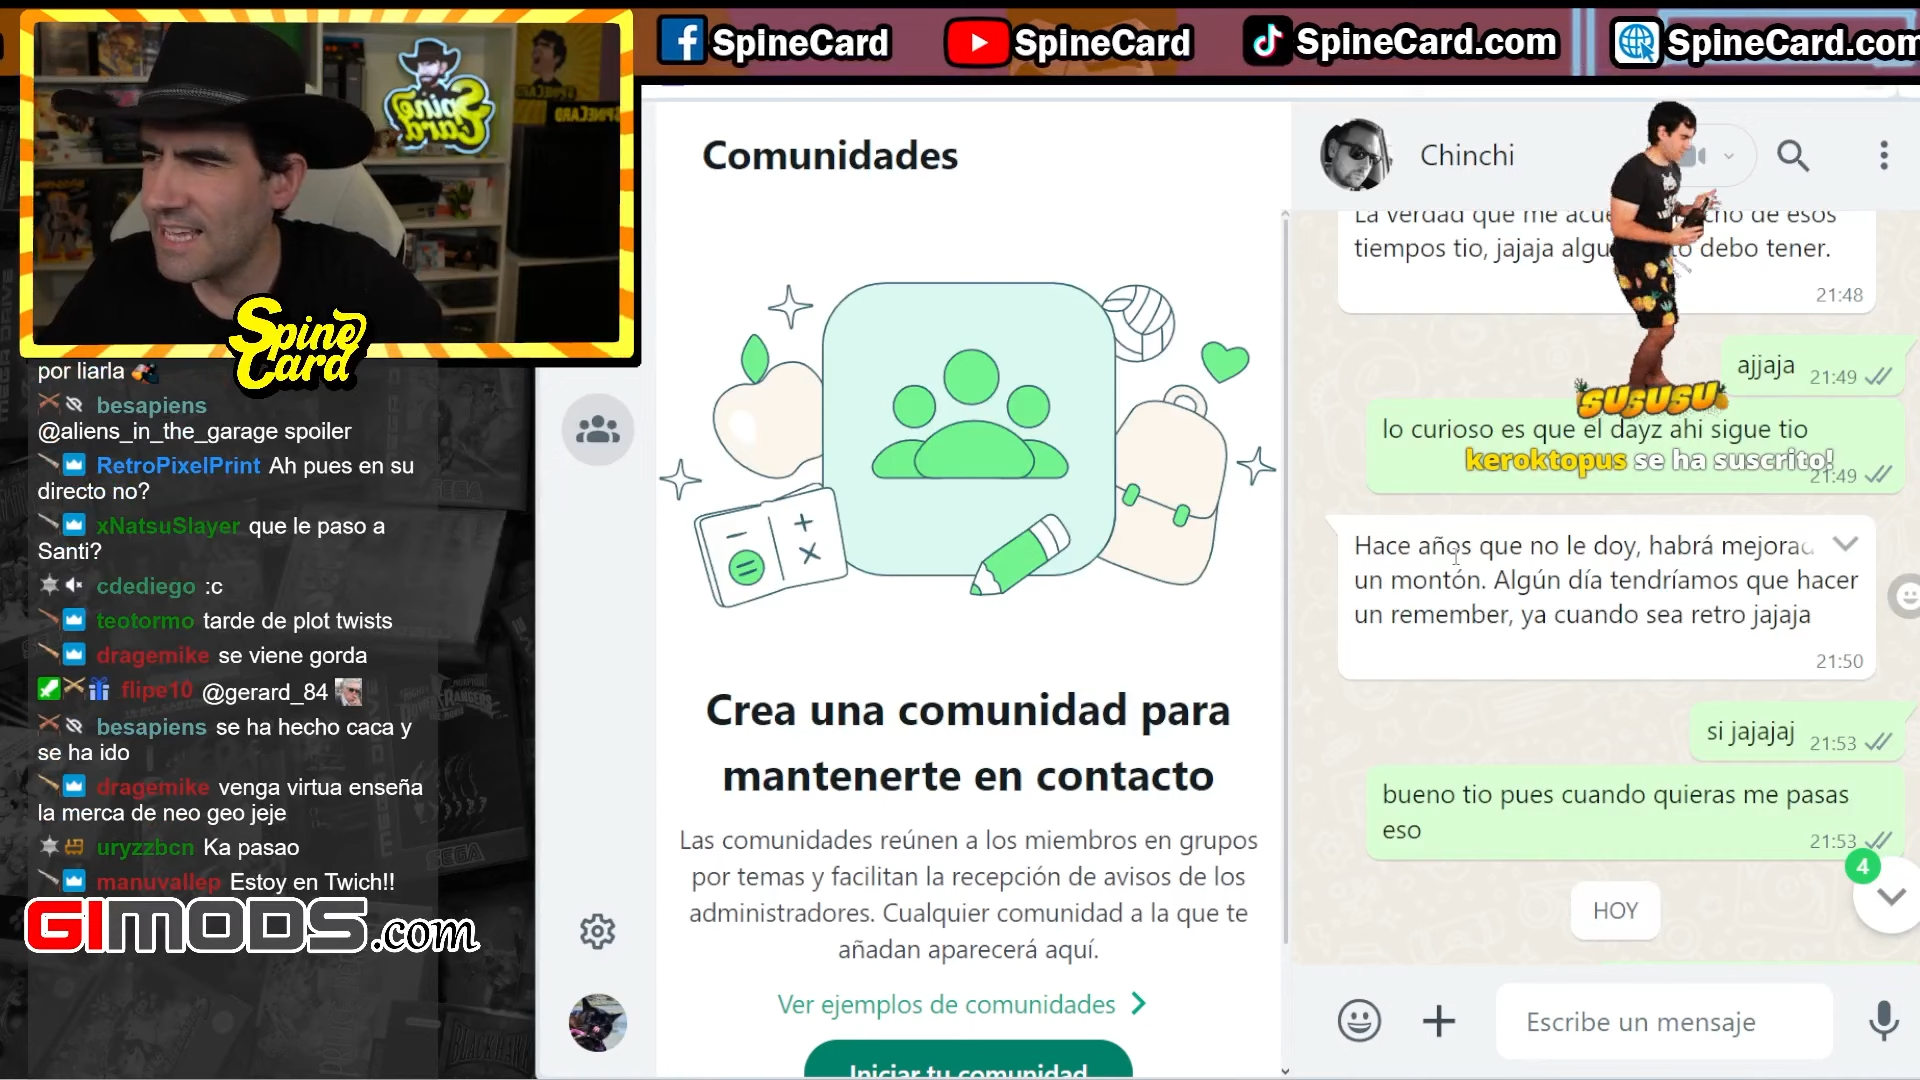 SpineCard
SpineCard
SpineCard.com
SpineCard.com
Spine
Card
SPINECARD
Spine
Card
por liarla
besapiens
@aliens_in_the_garage spoiler
RetroPixelPrint Ah pues en su
directo no?
xNatsuSlayer que le paso a
Santi?
cdediego :c
teotormo tarde de plot twists
dragemike se viene gorda
flipe10 @gerard_84
besapiens se ha hecho caca y
se ha ido
dragemike venga virtua enseña
la merca de neo geo jeje
uryzzbcn Ka pasao
manuvallep Estoy en Twich!!
GIMODS.com
Comunidades
Crea una comunidad para
mantenerte en contacto
Las comunidades reúnen a los miembros en grupos
por temas y facilitan la recepción de avisos de los
administradores. Cualquier comunidad a la que te
añadan aparecerá aquí.
Ver ejemplos de comunidades
Iniciar tu comunidad
Chinchi
La verdad que me
de esos
tiempos tio, jajaja
debo tener.
21:48
ajjaja 21:49
SUSUSU
lo curioso es que el dayz ahi sigue tio
keroktopus se ha suscrito!
21:49
Hace años que no le doy, habrá
un montón. Algún día tendríamos que hacer
un remember, ya cuando sea retro jajaja
21:50
si jajajaj 21:53
bueno tio pues cuando quieras me pasas
eso
21:53
4
HOY
Escribe un mensaje